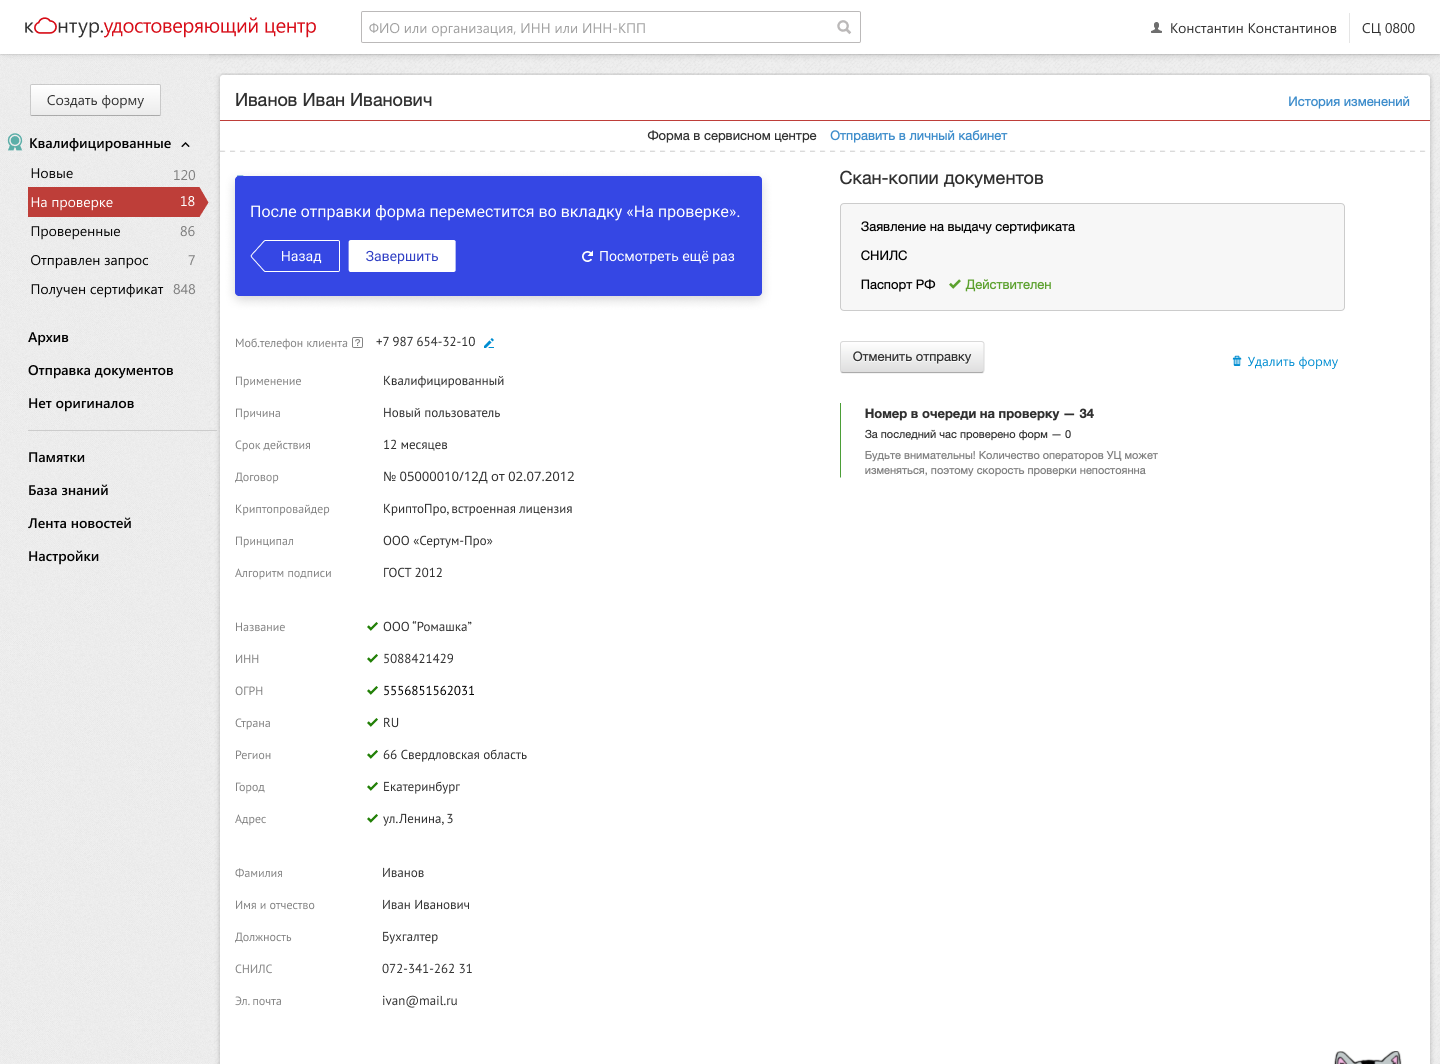 контур.удостоверяющий центр
ФИО или организация, ИНН или ИНН-КПП
Константин Константинов
СЦ 0800
Создать форму
Квалифицированные
Новые 120
На проверке 18
Проверенные 86
Отправлен запрос 7
Получен сертификат 848
Архив
Отправка документов
Нет оригиналов
Памятки
База знаний
Лента новостей
Настройки
Иванов Иван Иванович
История изменений
Форма в сервисном центре Отправить в личный кабинет
После отправки форма переместится во вкладку «На проверке».
Назад Завершить Посмотреть ещё раз
Моб.телефон клиента ? +7 987 654-32-10
Применение Квалифицированный
Причина Новый пользователь
Срок действия 12 месяцев
Договор № 05000010/12Д от 02.07.2012
Криптопровайдер КриптоПро, встроенная лицензия
Принципал ООО «Сертум-Про»
Алгоритм подписи ГОСТ 2012
Название ООО “Ромашка”
ИНН 5088421429
ОГРН 5556851562031
Страна RU
Регион 66 Свердловская область
Город Екатеринбург
Адрес ул.Ленина, 3
Фамилия Иванов
Имя и отчество Иван Иванович
Должность Бухгалтер
СНИЛС 072-341-262 31
Эл. почта ivan@mail.ru
Скан-копии документов
Заявление на выдачу сертификата
СНИЛС
Паспорт РФ Действителен
Отменить отправку
Удалить форму
Номер в очереди на проверку — 34
За последний час проверено форм — 0
Будьте внимательны! Количество операторов УЦ может
изменяться, поэтому скорость проверки непостоянна